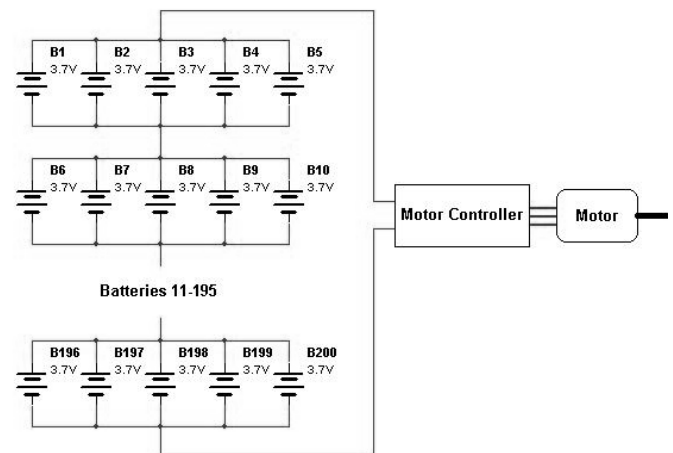 B1 B2 B3 B4 B5
3.7V 3.7V 3.7V 3.7V 3.7V
B6 B7 B8 B9 B10
3.7V 3.7V 3.7V 3.7V 3.7V
Motor Controller
Motor
Batteries 11-195
B196 B197 B198 B199 B200
3.7V 3.7V 3.7V 3.7V 3.7V